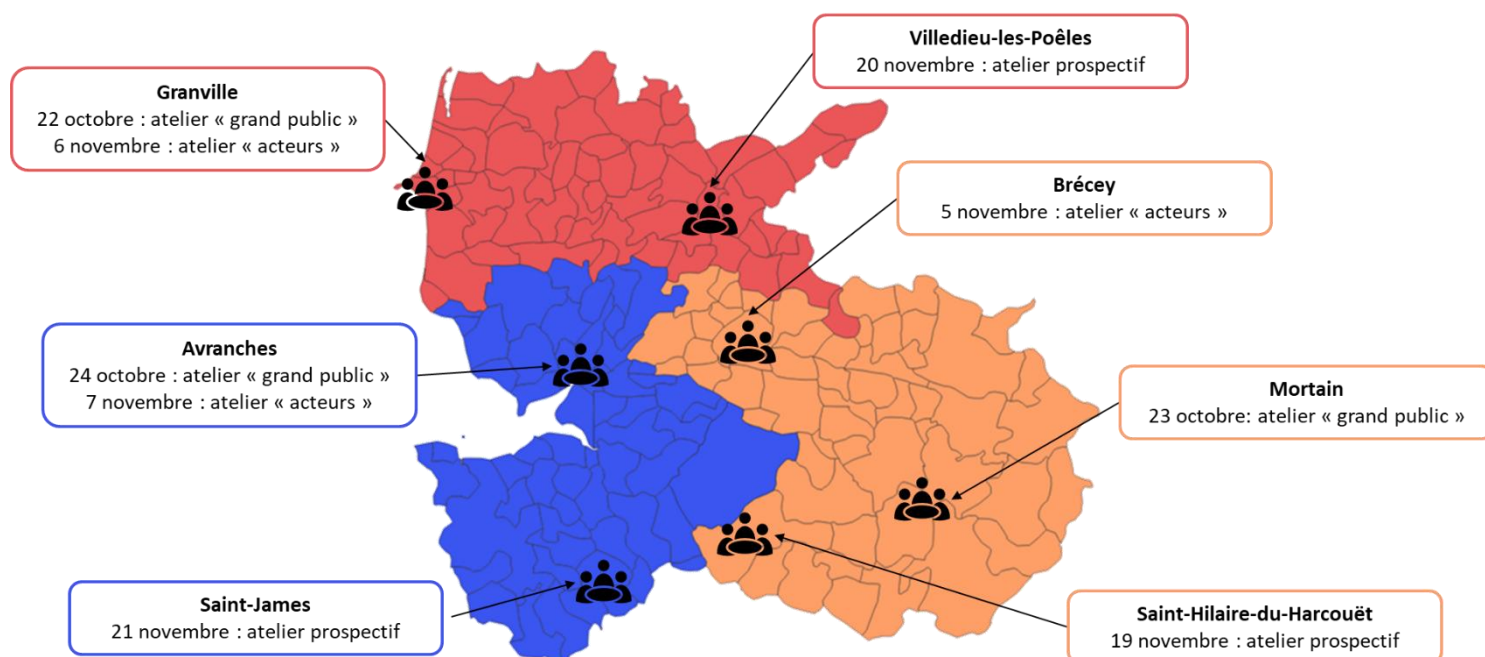 Villedieu-les-Poêles
20 novembre : atelier prospectif
Granville
22 octobre : atelier « grand public »
6 novembre : atelier « acteurs »
Brécey
5 novembre : atelier « acteurs »
Avranches
24 octobre : atelier « grand public »
7 novembre : atelier « acteurs »
Mortain
23 octobre: atelier « grand public »
Saint-James
21 novembre : atelier prospectif
Saint-Hilaire-du-Harcouët
19 novembre : atelier prospectif